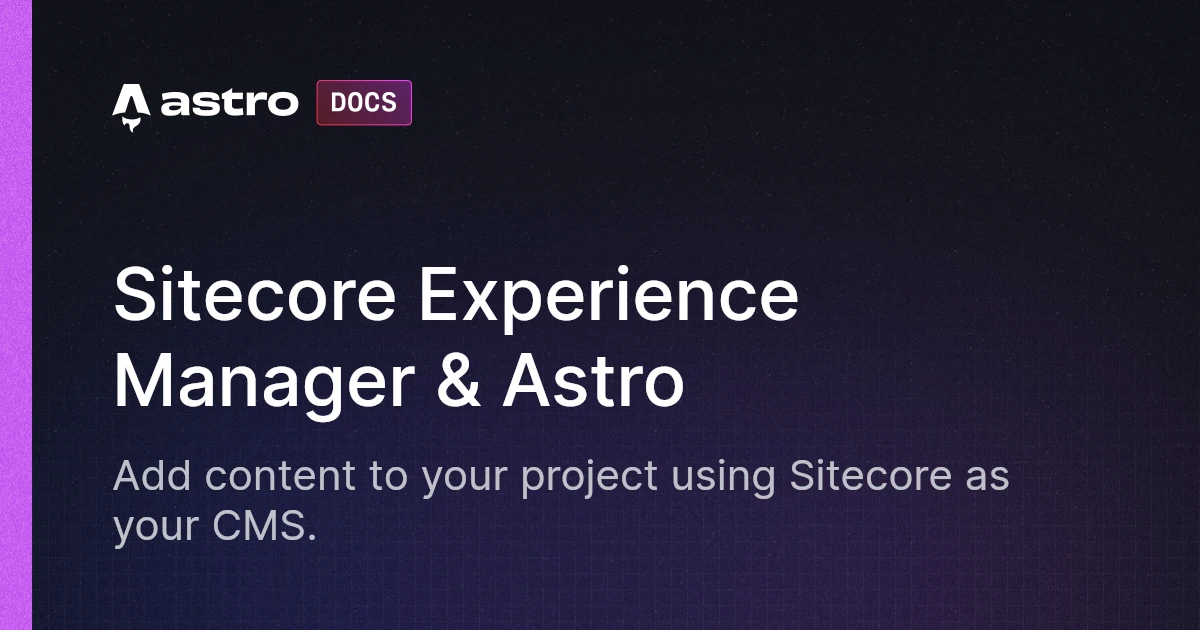 astro DOCS
Sitecore Experience
Manager & Astro
Add content to your project using Sitecore as
your CMS.